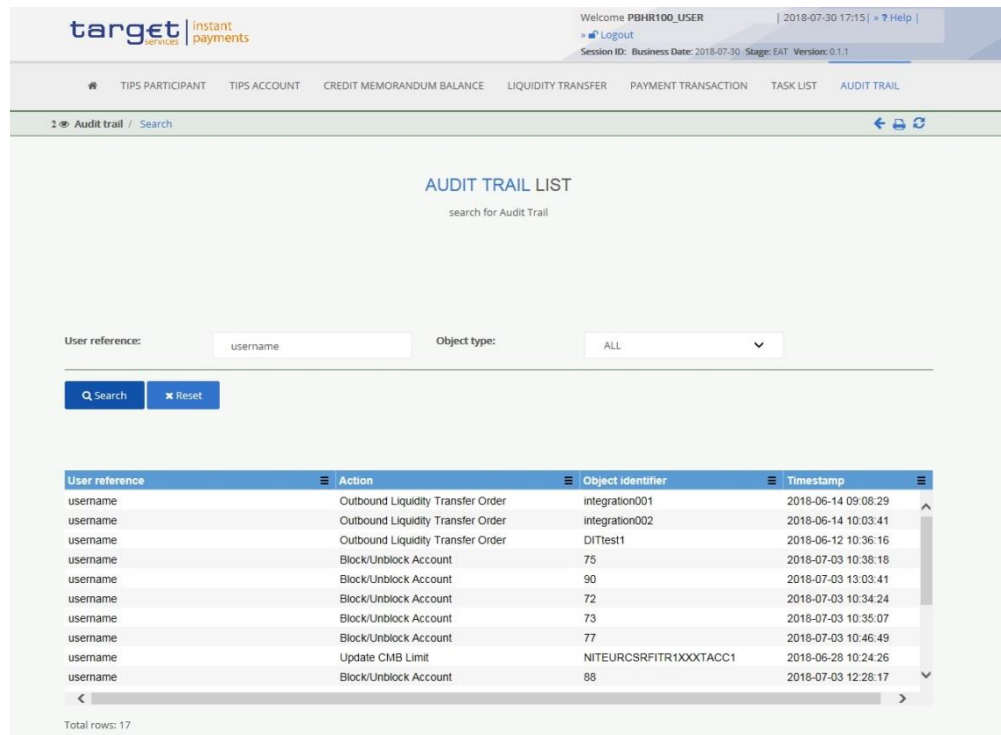 target services | instant payments
Welcome PBHR100_USER | 2018-07-30 17:15 | » ? Help |
» Logout
Session ID: Business Date: 2018-07-30 Stage: EAT Version: 0.1.1
TIPS PARTICIPANT TIPS ACCOUNT CREDIT MEMORANDUM BALANCE LIQUIDITY TRANSFER PAYMENT TRANSACTION TASK LIST AUDIT TRAIL
2 Audit trail / Search
AUDIT TRAIL LIST
search for Audit Trail
User reference: username Object type: ALL
Search Reset
User reference Action Object identifier Timestamp
username Outbound Liquidity Transfer Order integration001 2018-06-14 09:08:29
username Outbound Liquidity Transfer Order integration002 2018-06-14 10:03:41
username Outbound Liquidity Transfer Order DITtest1 2018-06-12 10:36:16
username Block/Unblock Account 75 2018-07-03 10:38:18
username Block/Unblock Account 90 2018-07-03 13:03:41
username Block/Unblock Account 72 2018-07-03 10:34:24
username Block/Unblock Account 73 2018-07-03 10:35:07
username Block/Unblock Account 77 2018-07-03 10:46:49
username Update CMB Limit NITEURCSRFITR1XXXTACC1 2018-06-28 10:24:26
username Block/Unblock Account 88 2018-07-03 12:28:17
Total rows: 17